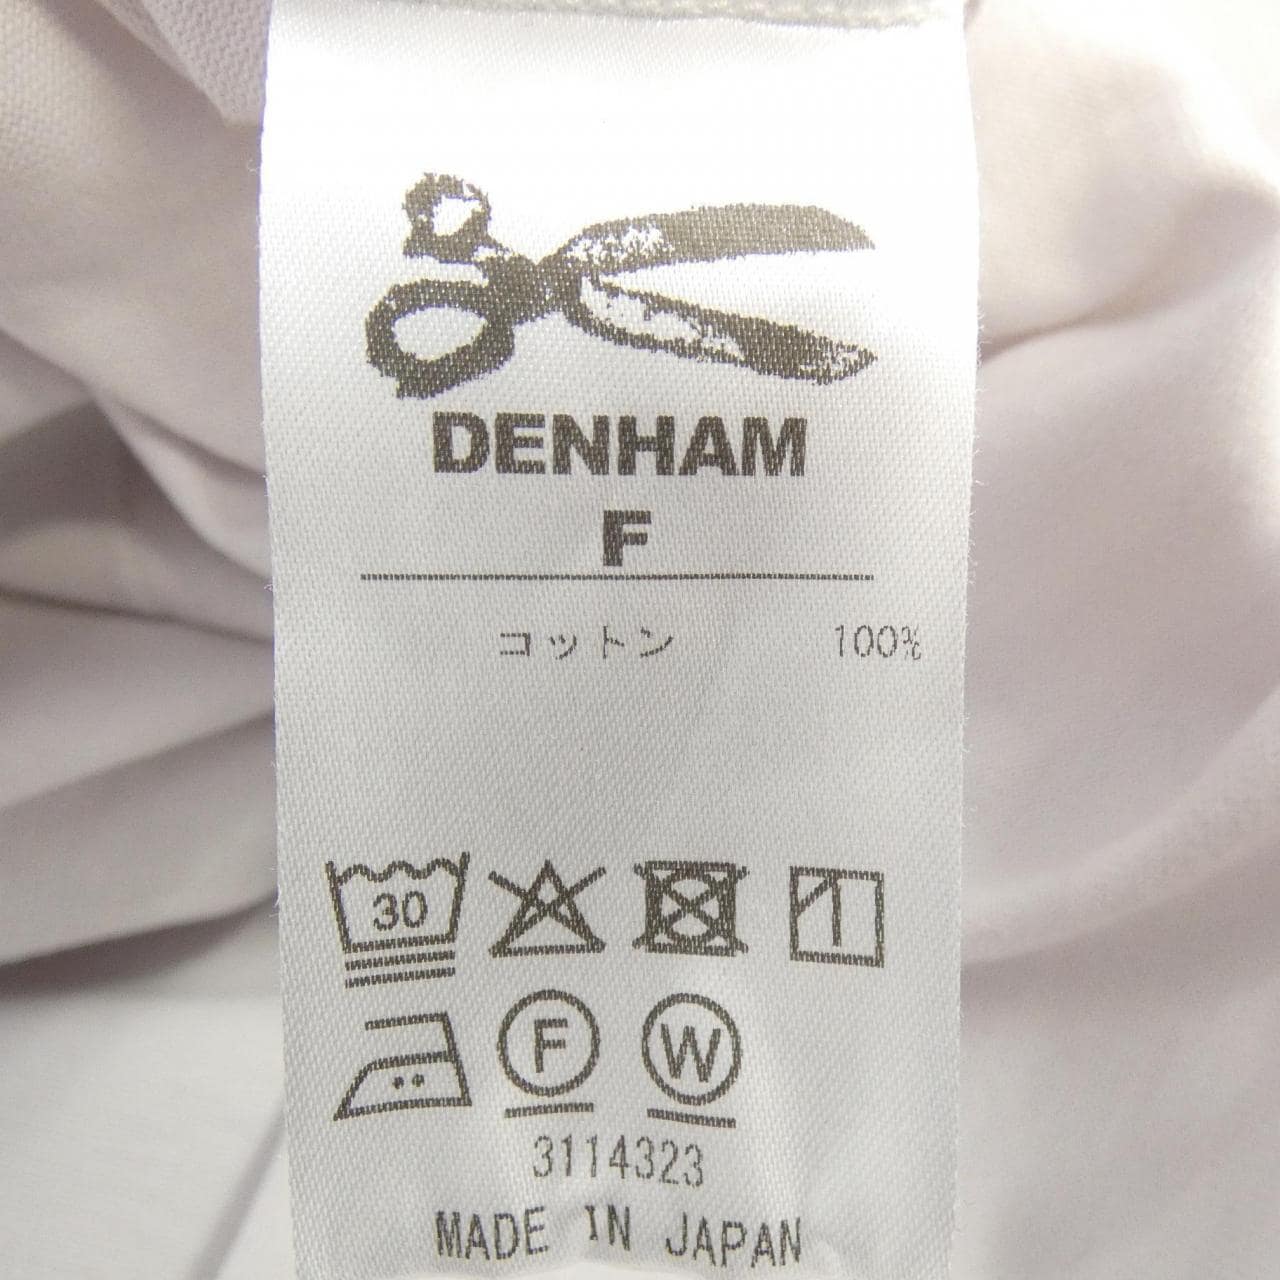 DENHAM
F
コットン 100%
30
F W
3114323
MADE IN JAPAN